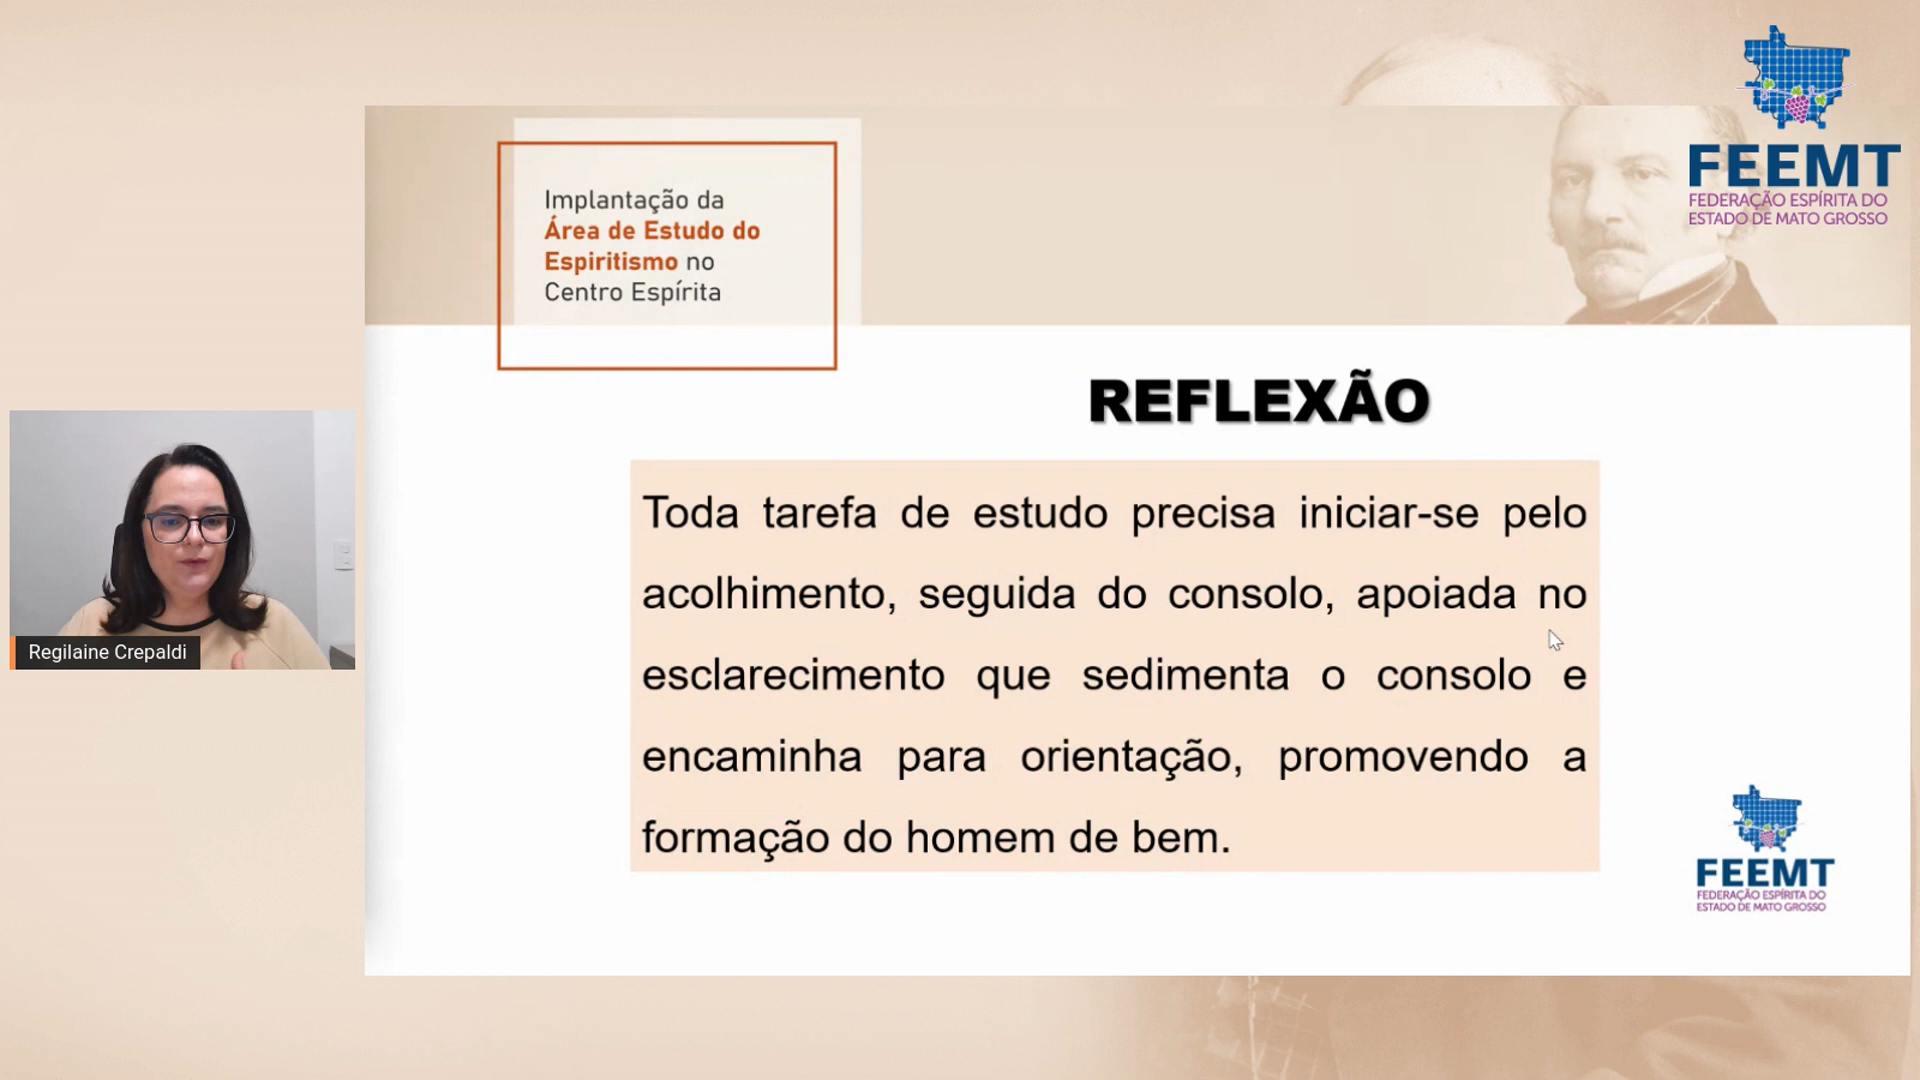 FEEMT
FEDERAÇÃO ESPÍRITA DO
ESTADO DE MATO GROSSO
Implantação da
Área de Estudo do
Espiritismo no
Centro Espírita
REFLEXÃO
Toda tarefa de estudo precisa iniciar-se pelo
acolhimento, seguida do consolo, apoiada no
esclarecimento que sedimenta o consolo e
encaminha para orientação, promovendo a
formação do homem de bem.
Regilaine Crepaldi
FEEMT
FEDERAÇÃO ESPÍRITA DO
ESTADO DE MATO GROSSO